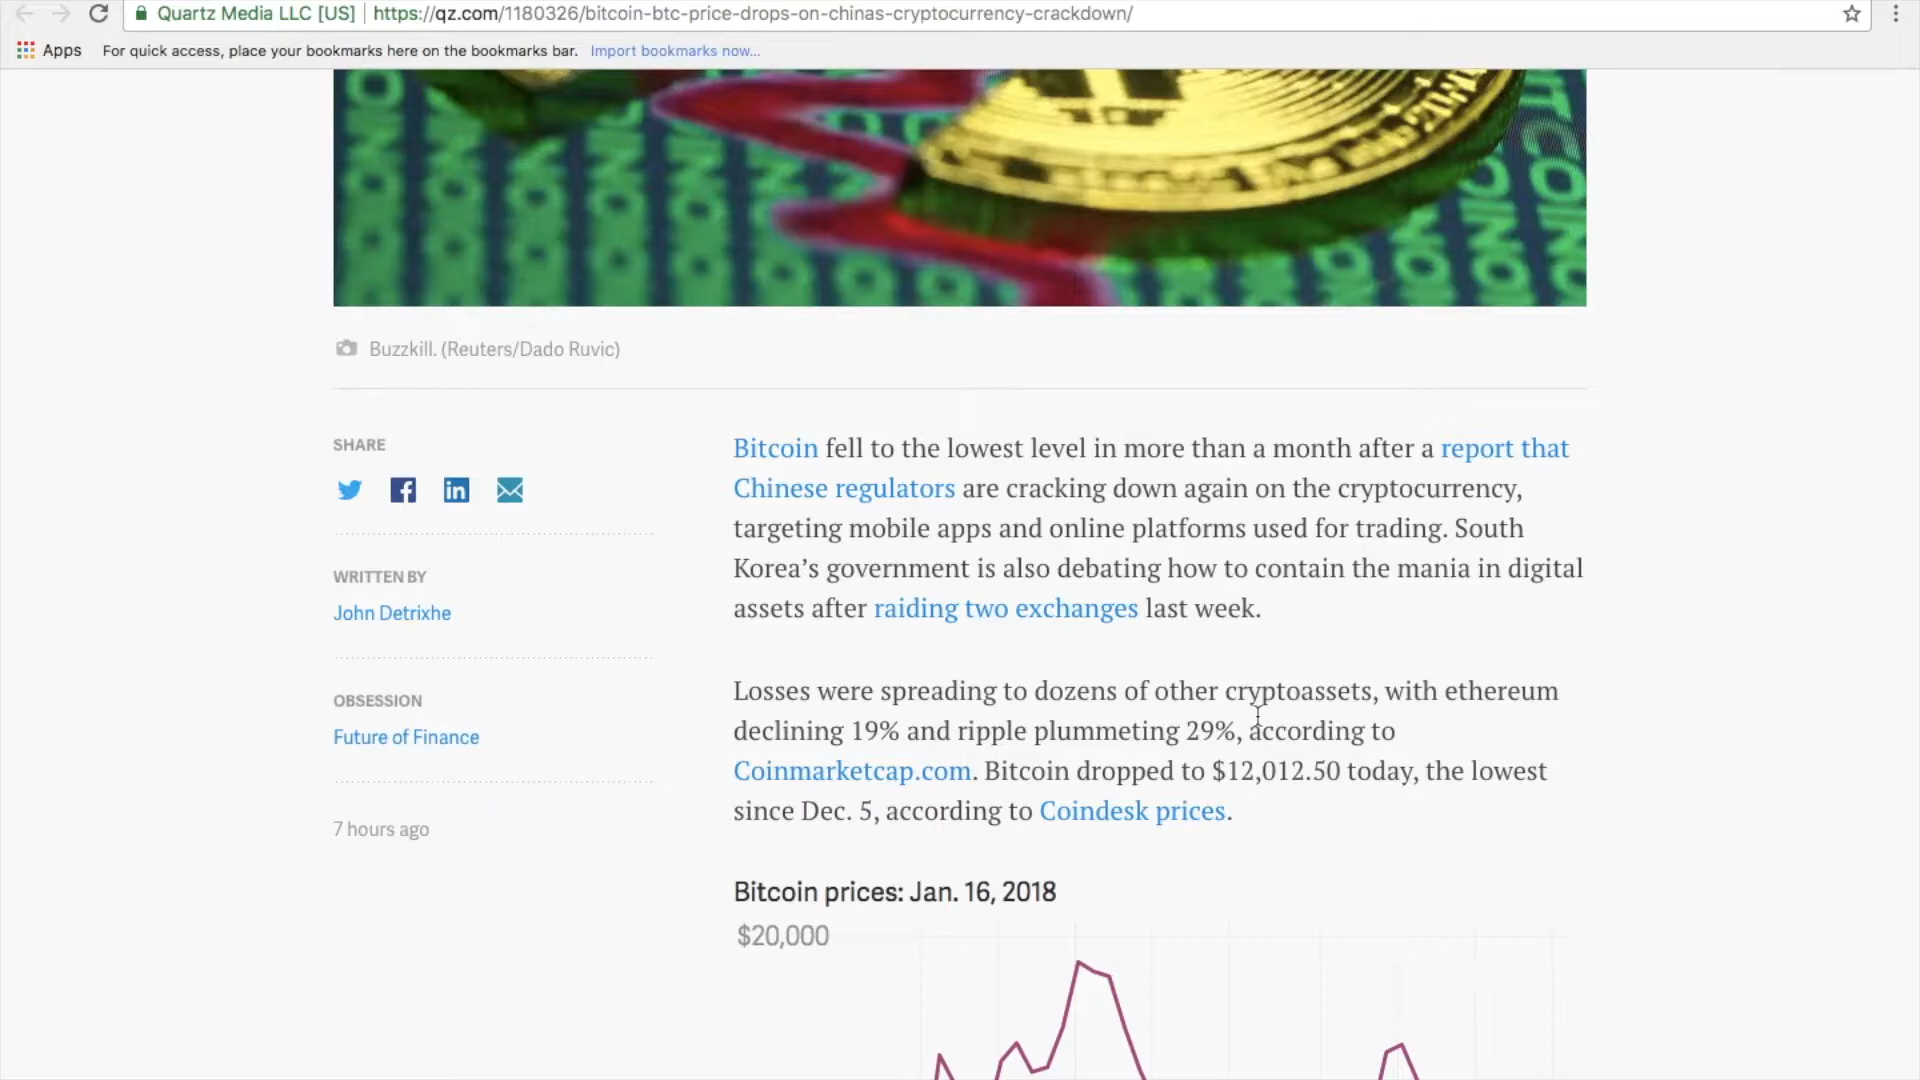 Quartz Media LLC [US] | https://qz.com/1180326/bitcoin-btc-price-drops-on-chinas-cryptocurrency-crackdown/
Apps For quick access, place your bookmarks here on the bookmarks bar. Import bookmarks now...
Buzzkill. (Reuters/Dado Ruvic)
SHARE
WRITTEN BY
John Detrixhe
OBSESSION
Future of Finance
7 hours ago
Bitcoin fell to the lowest level in more than a month after a report that
Chinese regulators are cracking down again on the cryptocurrency,
targeting mobile apps and online platforms used for trading. South
Korea’s government is also debating how to contain the mania in digital
assets after raiding two exchanges last week.
Losses were spreading to dozens of other cryptoassets, with ethereum
declining 19% and ripple plummeting 29%, according to
Coinmarketcap.com. Bitcoin dropped to $12,012.50 today, the lowest
since Dec. 5, according to Coindesk prices.
Bitcoin prices: Jan. 16, 2018
$20,000